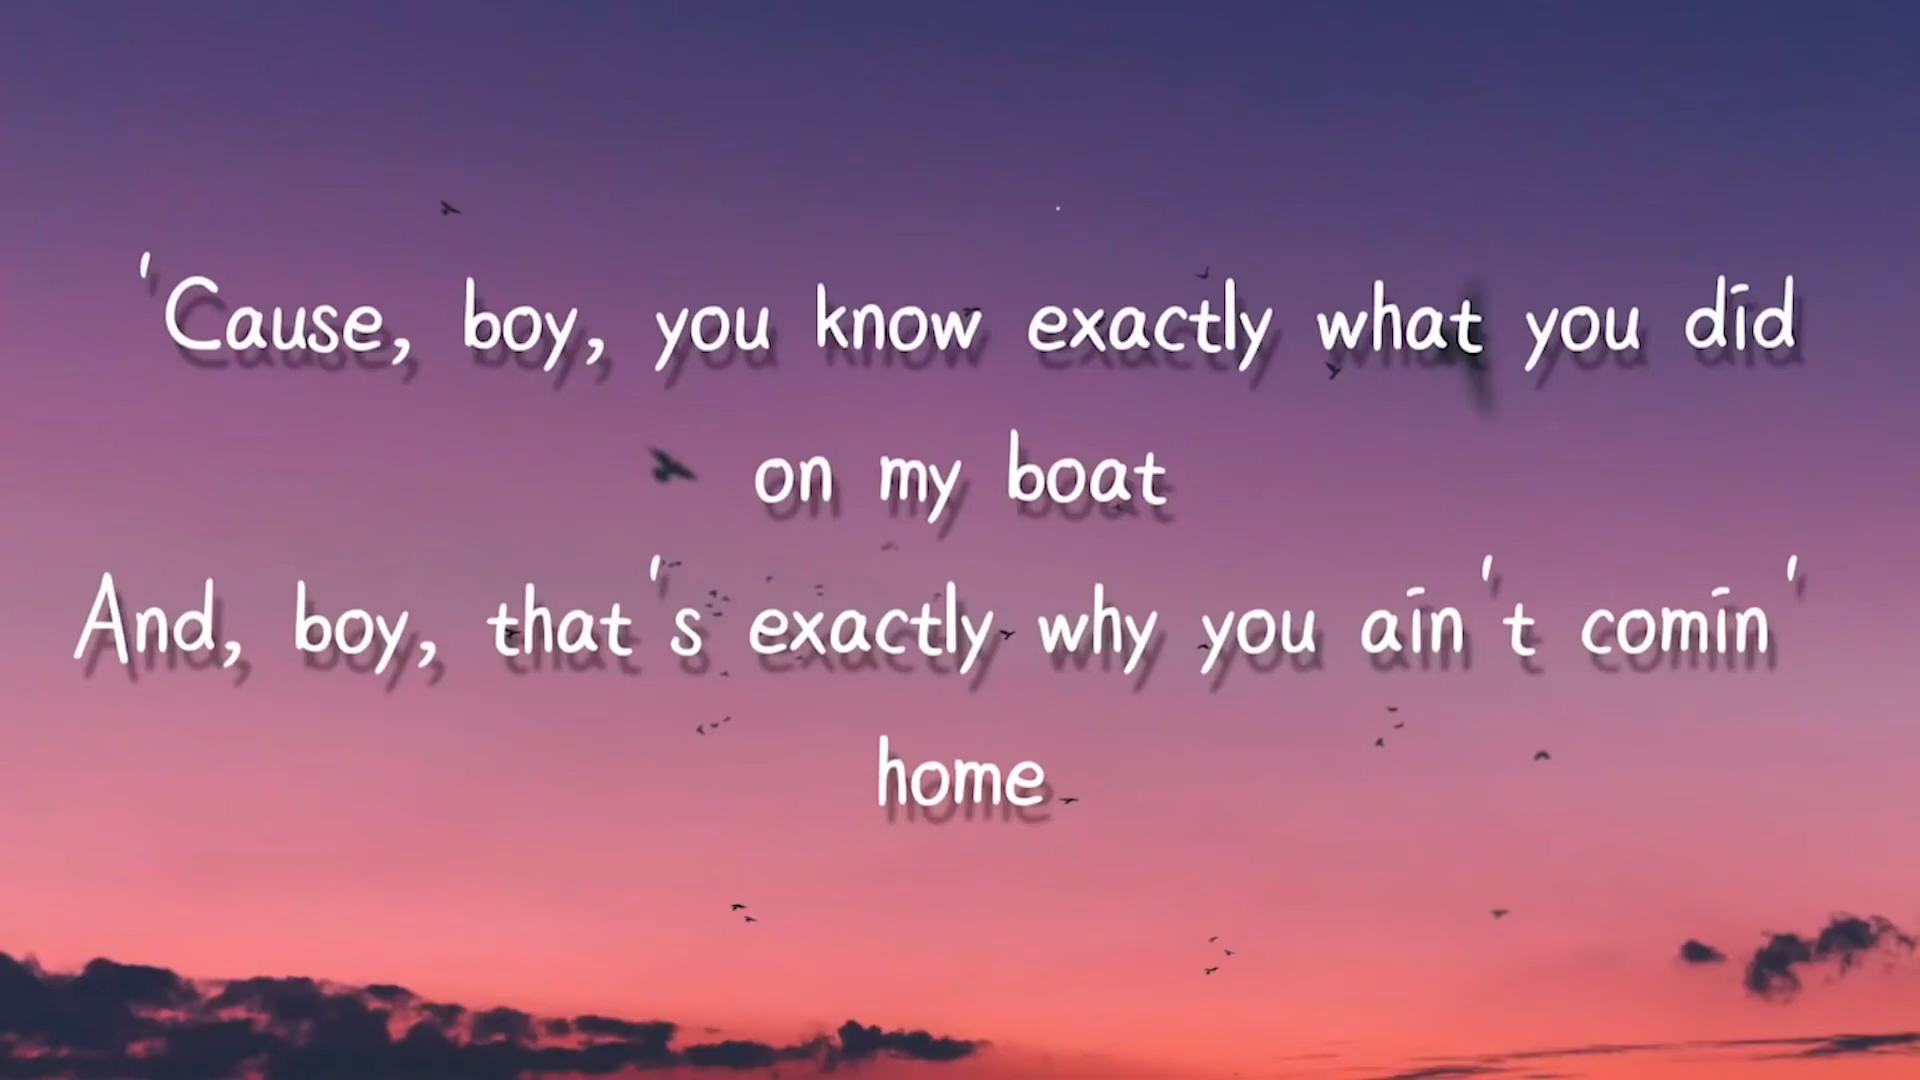 'Cause, boy, you know exactly what you did
on my boat
And, boy, that's exactly why you ain't comin'
home